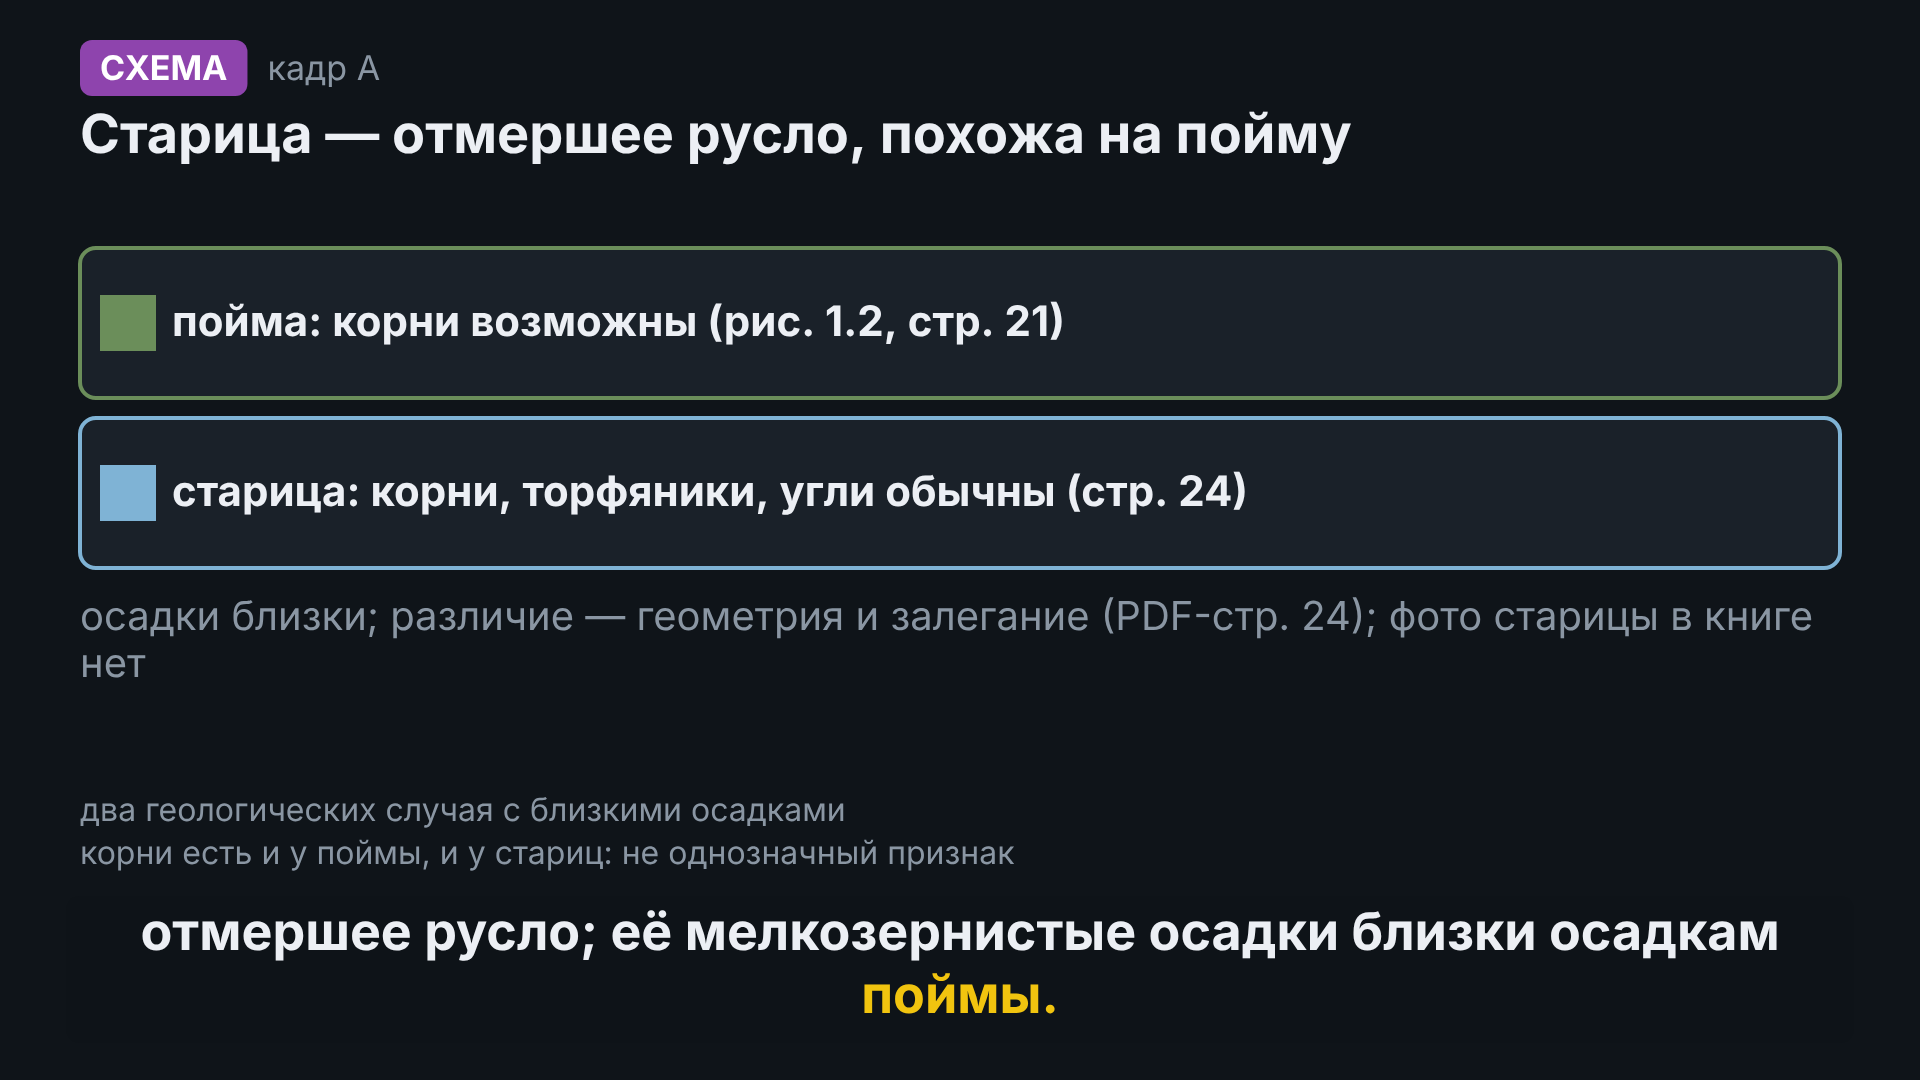 СХЕМА кадр А
Старица — отмершее русло, похожа на пойму
пойма: корни возможны (рис. 1.2, стр. 21)
старица: корни, торфяники, угли обычны (стр. 24)
осадки близки; различие — геометрия и залегание (PDF-стр. 24); фото старицы в книге
нет
два геологических случая с близкими осадками
корни есть и у поймы, и у стариц: не однозначный признак
отмершее русло; её мелкозернистые осадки близки осадкам
поймы.